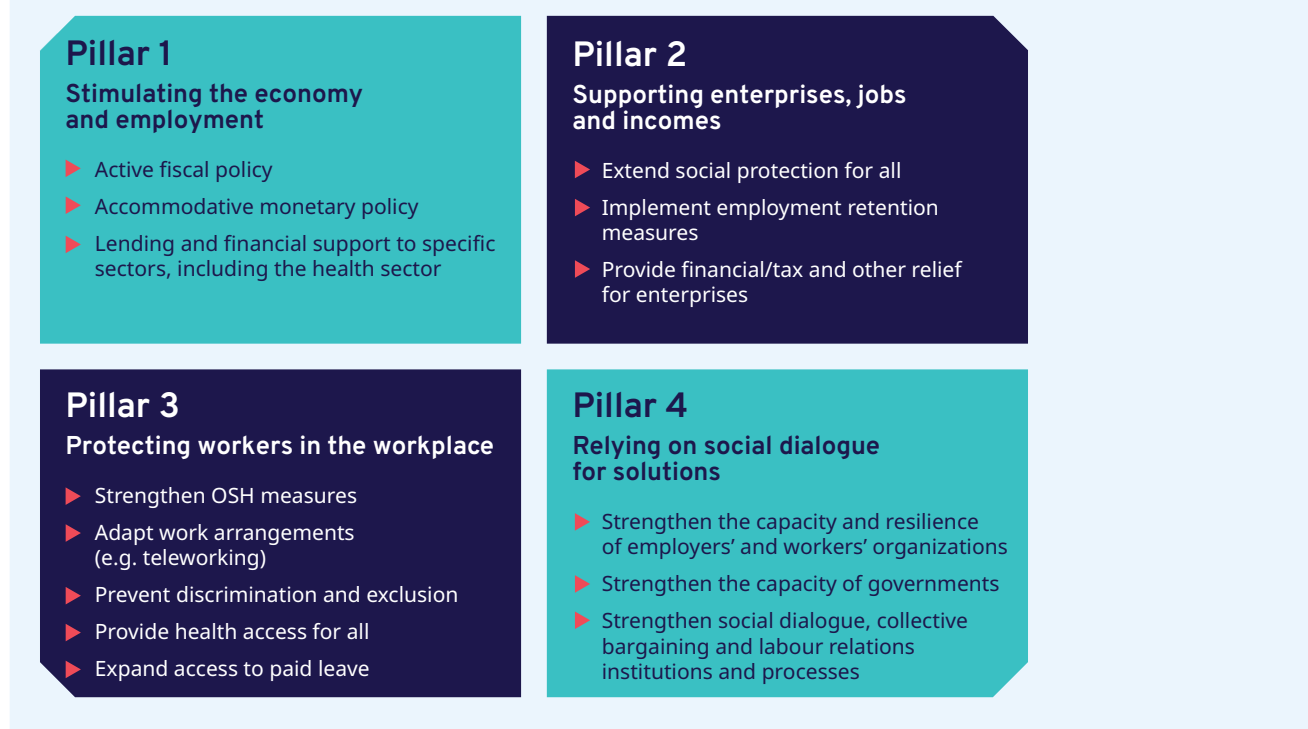 Pillar 1
Stimulating the economy
and employment
Active fiscal policy
Accommodative monetary policy
Lending and financial support to specific
sectors, including the health sector
Pillar 2
Supporting enterprises, jobs
and incomes
Extend social protection for all
Implement employment retention
measures
Provide financial/tax and other relief
for enterprises
Pillar 3
Protecting workers in the workplace
Strengthen OSH measures
Adapt work arrangements
(e.g. teleworking)
Prevent discrimination and exclusion
Provide health access for all
Expand access to paid leave
Pillar 4
Relying on social dialogue
for solutions
Strengthen the capacity and resilience
of employers’ and workers’ organizations
Strengthen the capacity of governments
Strengthen social dialogue, collective
bargaining and labour relations
institutions and processes